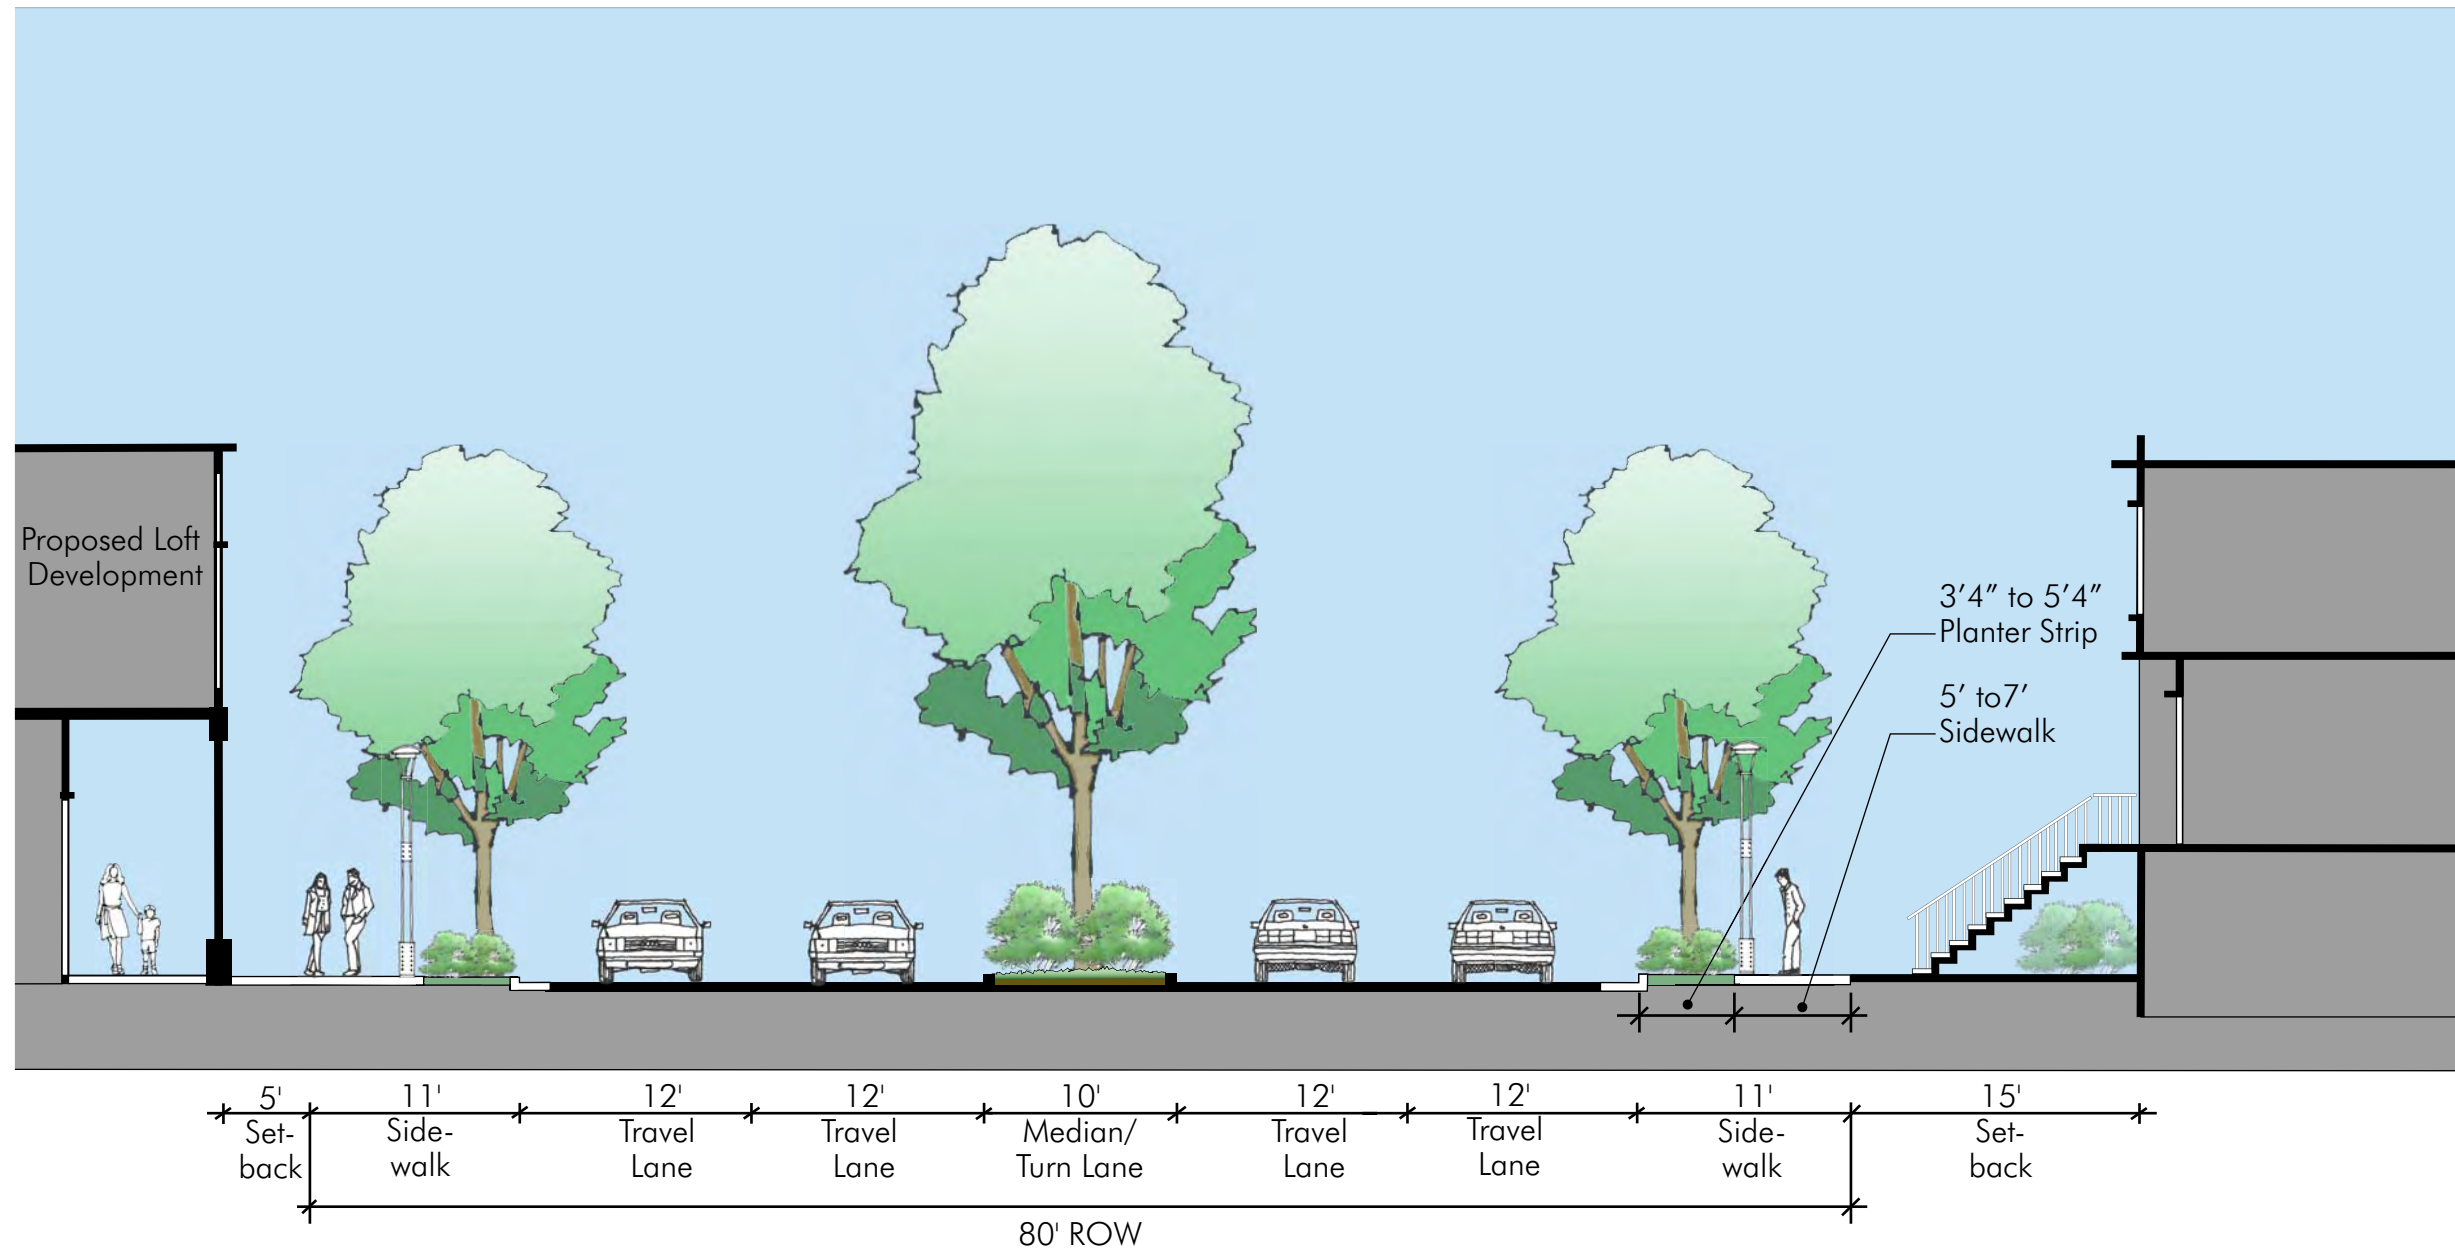 Proposed Loft
Development
3’4” to 5’4”
Planter Strip
5’ to7’
Sidewalk
5' 11' 12' 12' 10' 12' 12' 11' 15'
Set- Side- Travel Travel Median/ Travel Travel Side- Set-
back walk Lane Lane Turn Lane Lane Lane walk back
80' ROW